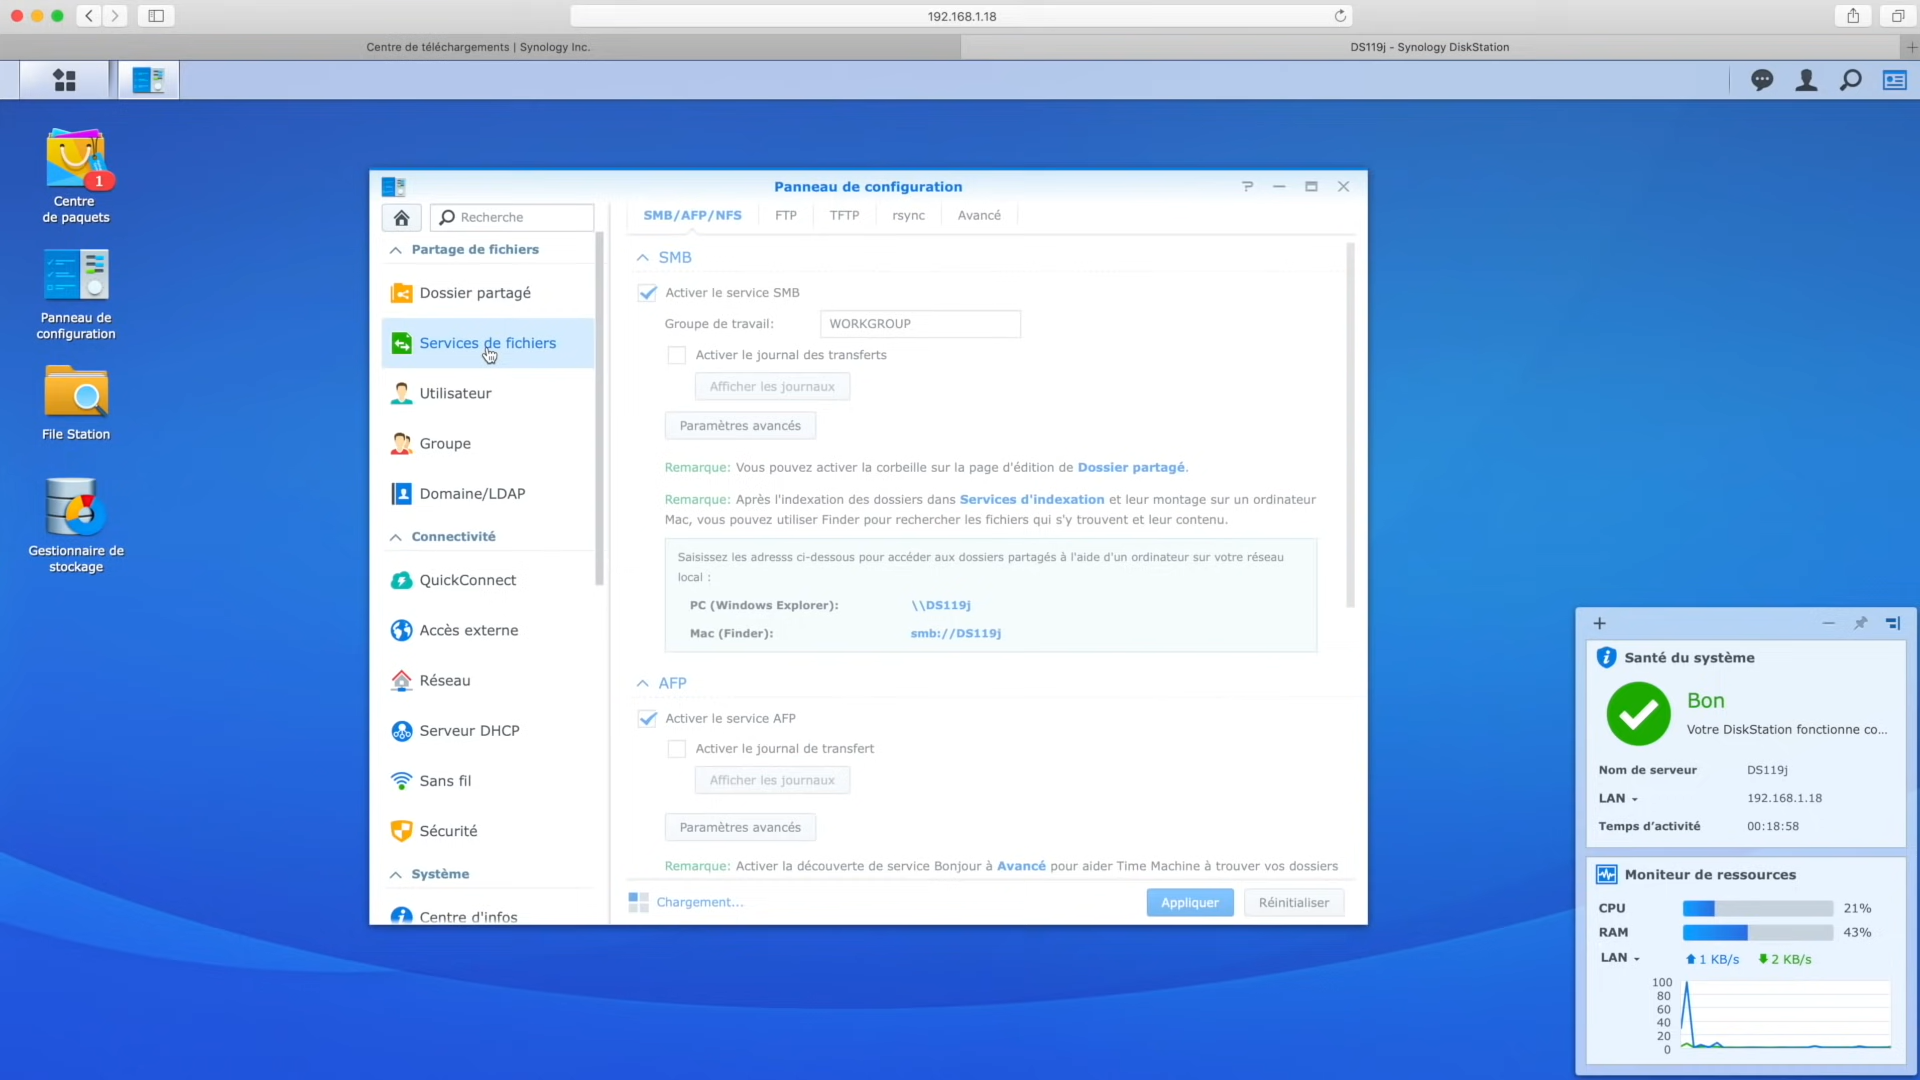 192.168.1.18
Centre de téléchargements | Synology Inc.
DS119j - Synology DiskStation
1
Centre
de paquets
Panneau de
configuration
File Station
Gestionnaire de
stockage
Panneau de configuration
Recherche
Partage de fichiers
Dossier partagé
Services de fichiers
Utilisateur
Groupe
Domaine/LDAP
Connectivité
QuickConnect
Accès externe
Réseau
Serveur DHCP
Sans fil
Sécurité
Système
Centre d'infos
SMB/AFP/NFS
FTP
TFTP
rsync
Avancé
SMB
Activer le service SMB
Groupe de travail:
WORKGROUP
Activer le journal des transferts
Afficher les journaux
Paramètres avancés
Remarque: Vous pouvez activer la corbeille sur la page d'édition de Dossier partagé.
Remarque: Après l'indexation des dossiers dans Services d'indexation et leur montage sur un ordinateur
Mac, vous pouvez utiliser Finder pour rechercher les fichiers qui s'y trouvent et leur contenu.
Saisissez les adresss ci-dessous pour accéder aux dossiers partagés à l'aide d'un ordinateur sur votre réseau
local :
PC (Windows Explorer): \\DS119j
Mac (Finder): smb://DS119j
AFP
Activer le service AFP
Activer le journal de transfert
Afficher les journaux
Paramètres avancés
Remarque: Activer la découverte de service Bonjour à Avancé pour aider Time Machine à trouver vos dossiers
Chargement...
Appliquer
Réinitialiser
Santé du système
Bon
Votre DiskStation fonctionne co...
Nom de serveur DS119j
LAN 192.168.1.18
Temps d'activité 00:18:58
Moniteur de ressources
CPU 21%
RAM 43%
LAN 1 KB/s 2 KB/s
100
80
60
40
20
0